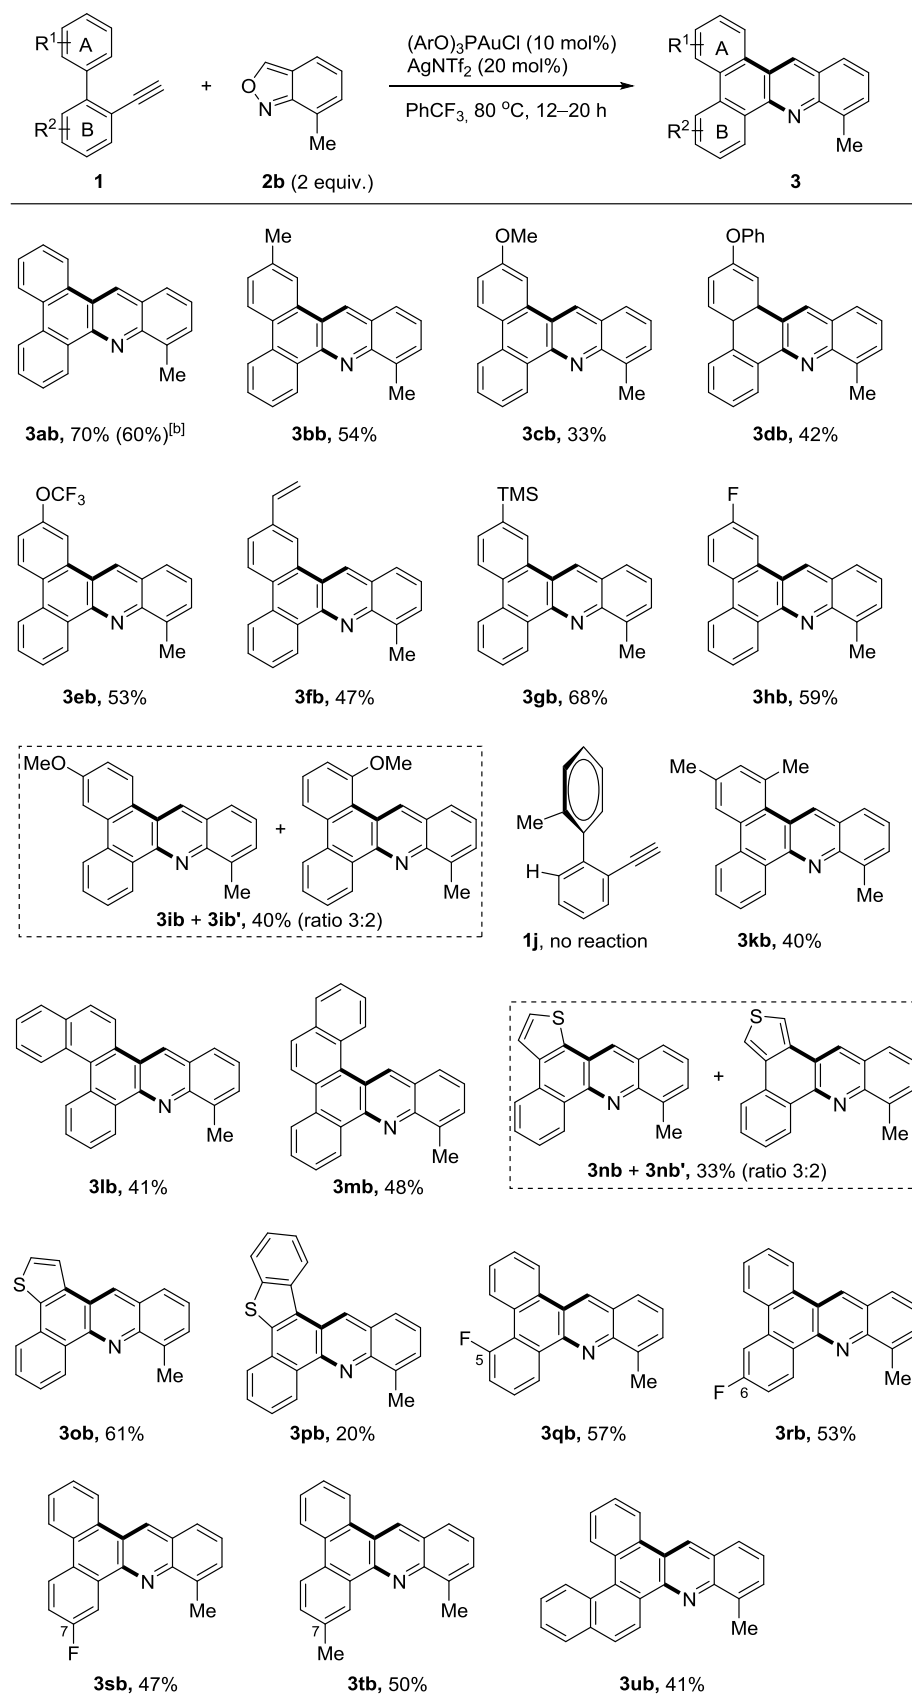 R¹ A
R² B
1
+
O
N
Me
2b (2 equiv.)
(ArO)₃PAuCl (10 mol%)
AgNTf₂ (20 mol%)
PhCF₃, 80 °C, 12–20 h
R¹ A
R² B
N
Me
3
N
Me
3ab, 70% (60%)[b]
Me
N
Me
3bb, 54%
OMe
N
Me
3cb, 33%
OPh
N
Me
3db, 42%
OCF₃
N
Me
3eb, 53%
N
Me
3fb, 47%
TMS
N
Me
3gb, 68%
F
N
Me
3hb, 59%
MeO
N
Me
+
OMe
N
Me
3ib + 3ib', 40% (ratio 3:2)
Me
H
1j, no reaction
Me Me
N
Me
3kb, 40%
N
Me
3lb, 41%
N
Me
3mb, 48%
S
N
Me
+
S
N
Me
3nb + 3nb', 33% (ratio 3:2)
S
N
Me
3ob, 61%
S
N
Me
3pb, 20%
F
5
N
Me
3qb, 57%
F
6
N
Me
3rb, 53%
N
Me
7
F
3sb, 47%
N
Me
7
Me
3tb, 50%
N
Me
3ub, 41%